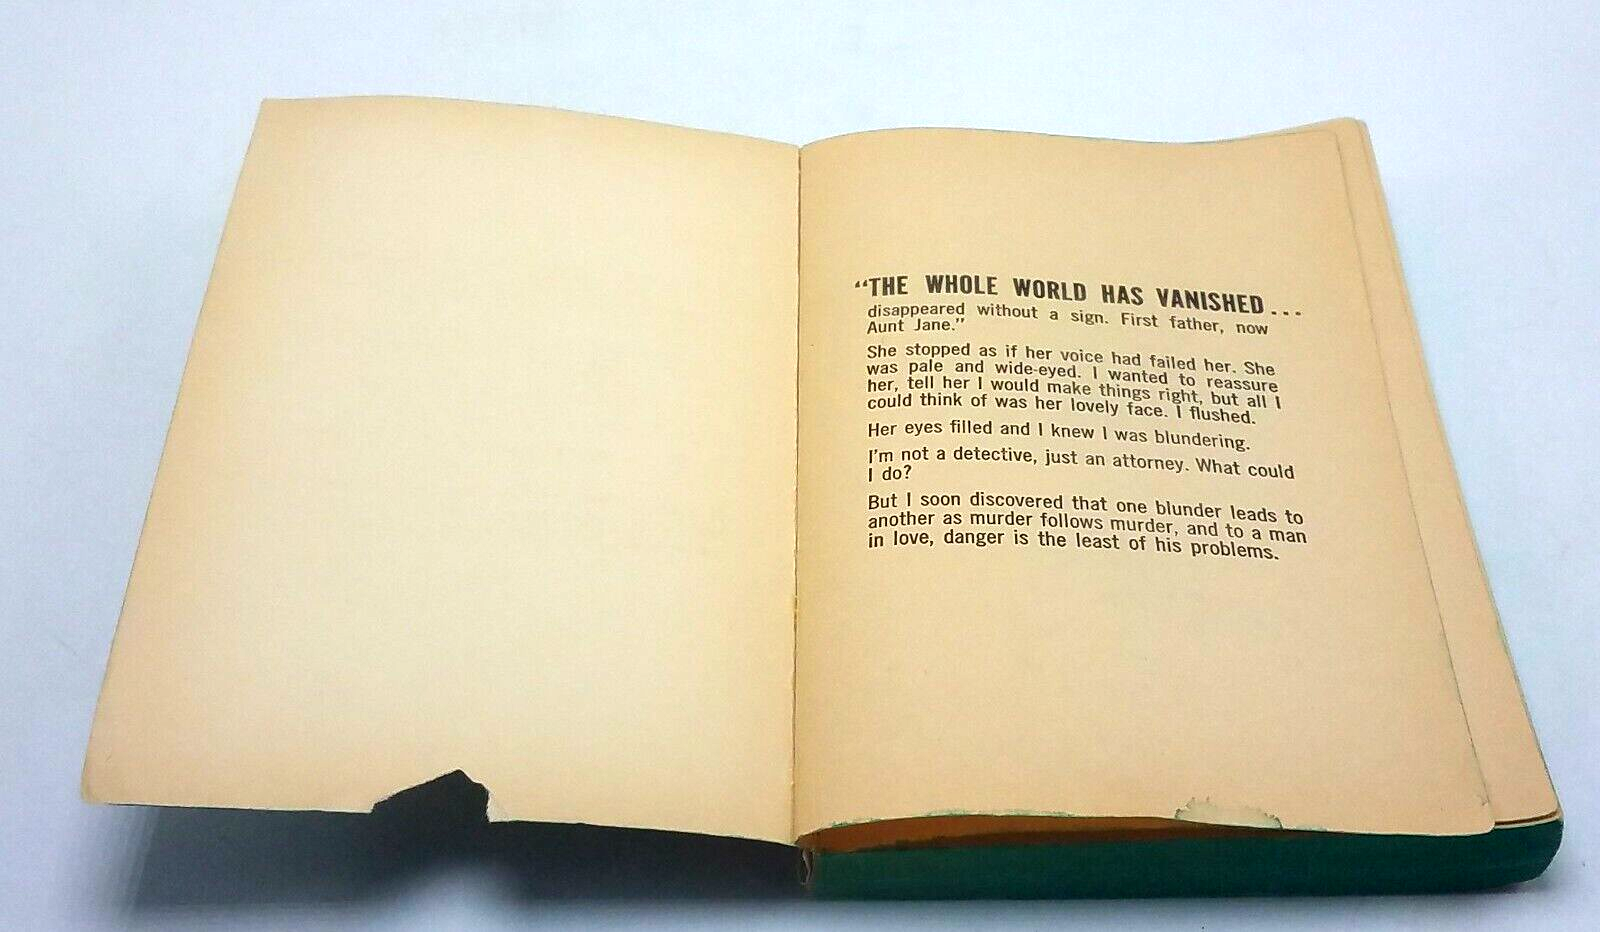 "THE WHOLE WORLD HAS VANISHED...
disappeared without a sign. First father, now
Aunt Jane."
She stopped as if her voice had failed her. She
was pale and wide-eyed. I wanted to reassure
her, tell her I would make things right, but all I
could think of was her lovely face. I flushed.
Her eyes filled and I knew I was blundering.
I'm not a detective, just an attorney. What could
I do?
But I soon discovered that one blunder leads to
another as murder follows murder, and to a man
in love, danger is the least of his problems.